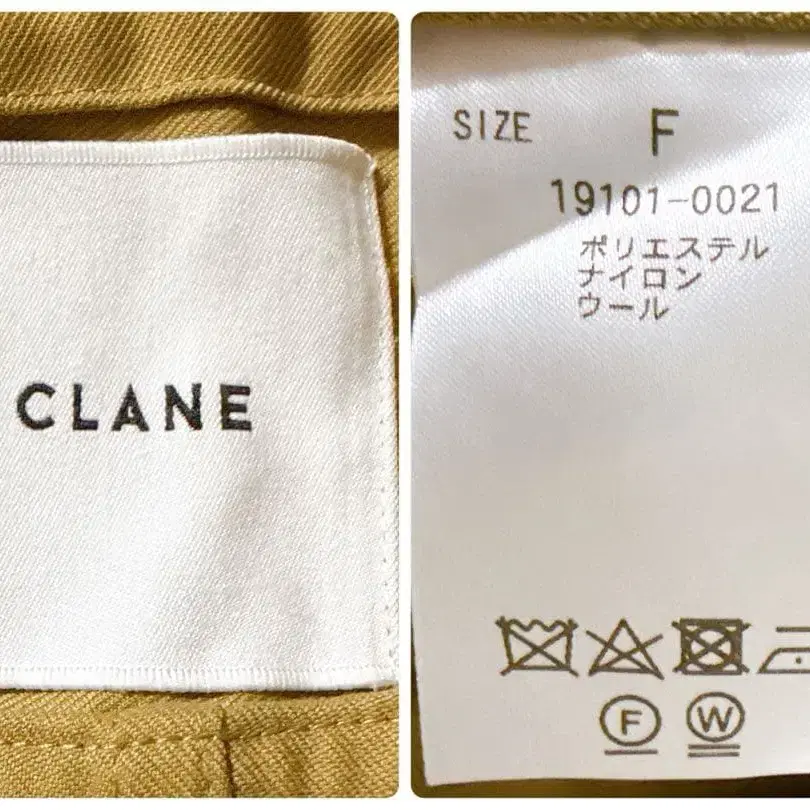 CLANE
SIZE F
19101-0021
ポリエステル
ナイロン
ウール
F W